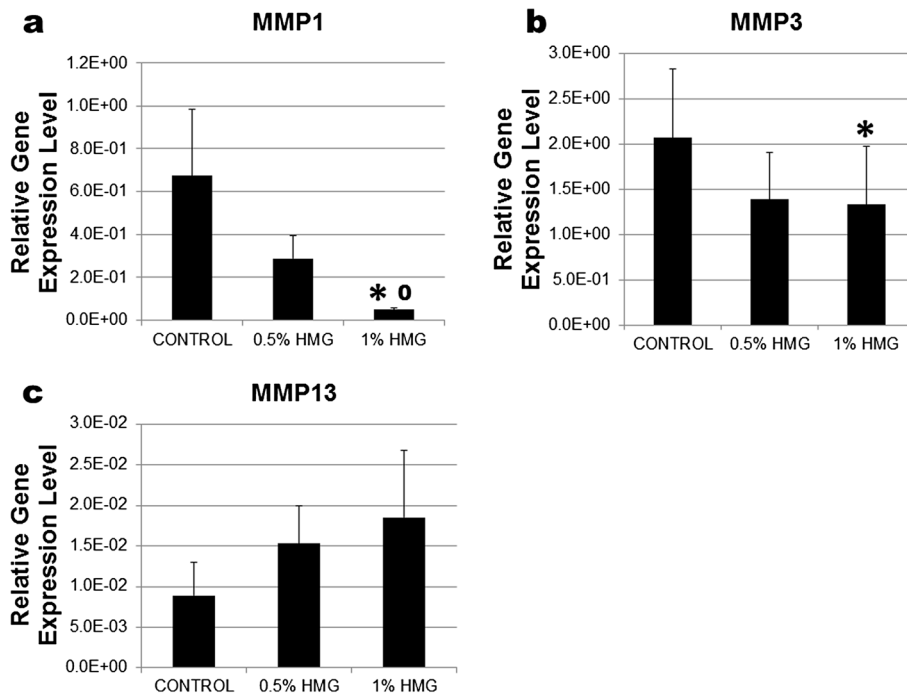 a
MMP1
Relative Gene
Expression Level
1.2E+00
1.0E+00
8.0E-01
6.0E-01
4.0E-01
2.0E-01
0.0E+00
* o
CONTROL 0.5% HMG 1% HMG
b
MMP3
Relative Gene
Expression Level
3.0E+00
2.5E+00
2.0E+00
1.5E+00
1.0E+00
5.0E-01
0.0E+00
*
CONTROL 0.5% HMG 1% HMG
c
MMP13
Relative Gene
Expression Level
3.0E-02
2.5E-02
2.0E-02
1.5E-02
1.0E-02
5.0E-03
0.0E+00
CONTROL 0.5% HMG 1% HMG